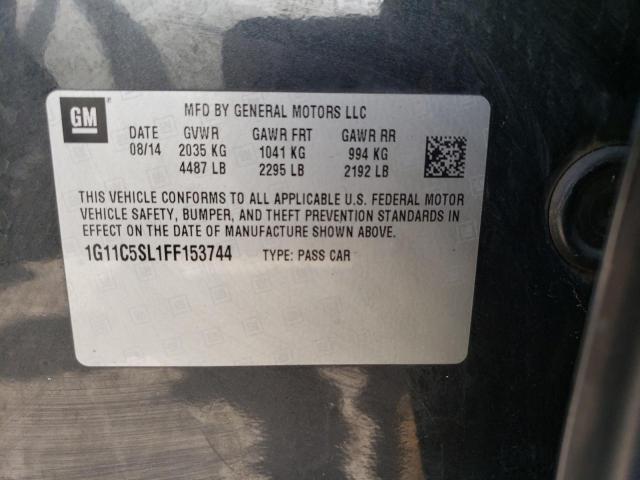 GM
MFD BY GENERAL MOTORS LLC
DATE GVWR GAWR FRT GAWR RR
08/14 2035 KG 1041 KG 994 KG
4487 LB 2295 LB 2192 LB
THIS VEHICLE CONFORMS TO ALL APPLICABLE U.S. FEDERAL MOTOR
VEHICLE SAFETY, BUMPER, AND THEFT PREVENTION STANDARDS IN
EFFECT ON THE DATE OF MANUFACTURE SHOWN ABOVE.
1G11C5SL1FF153744 TYPE: PASS CAR